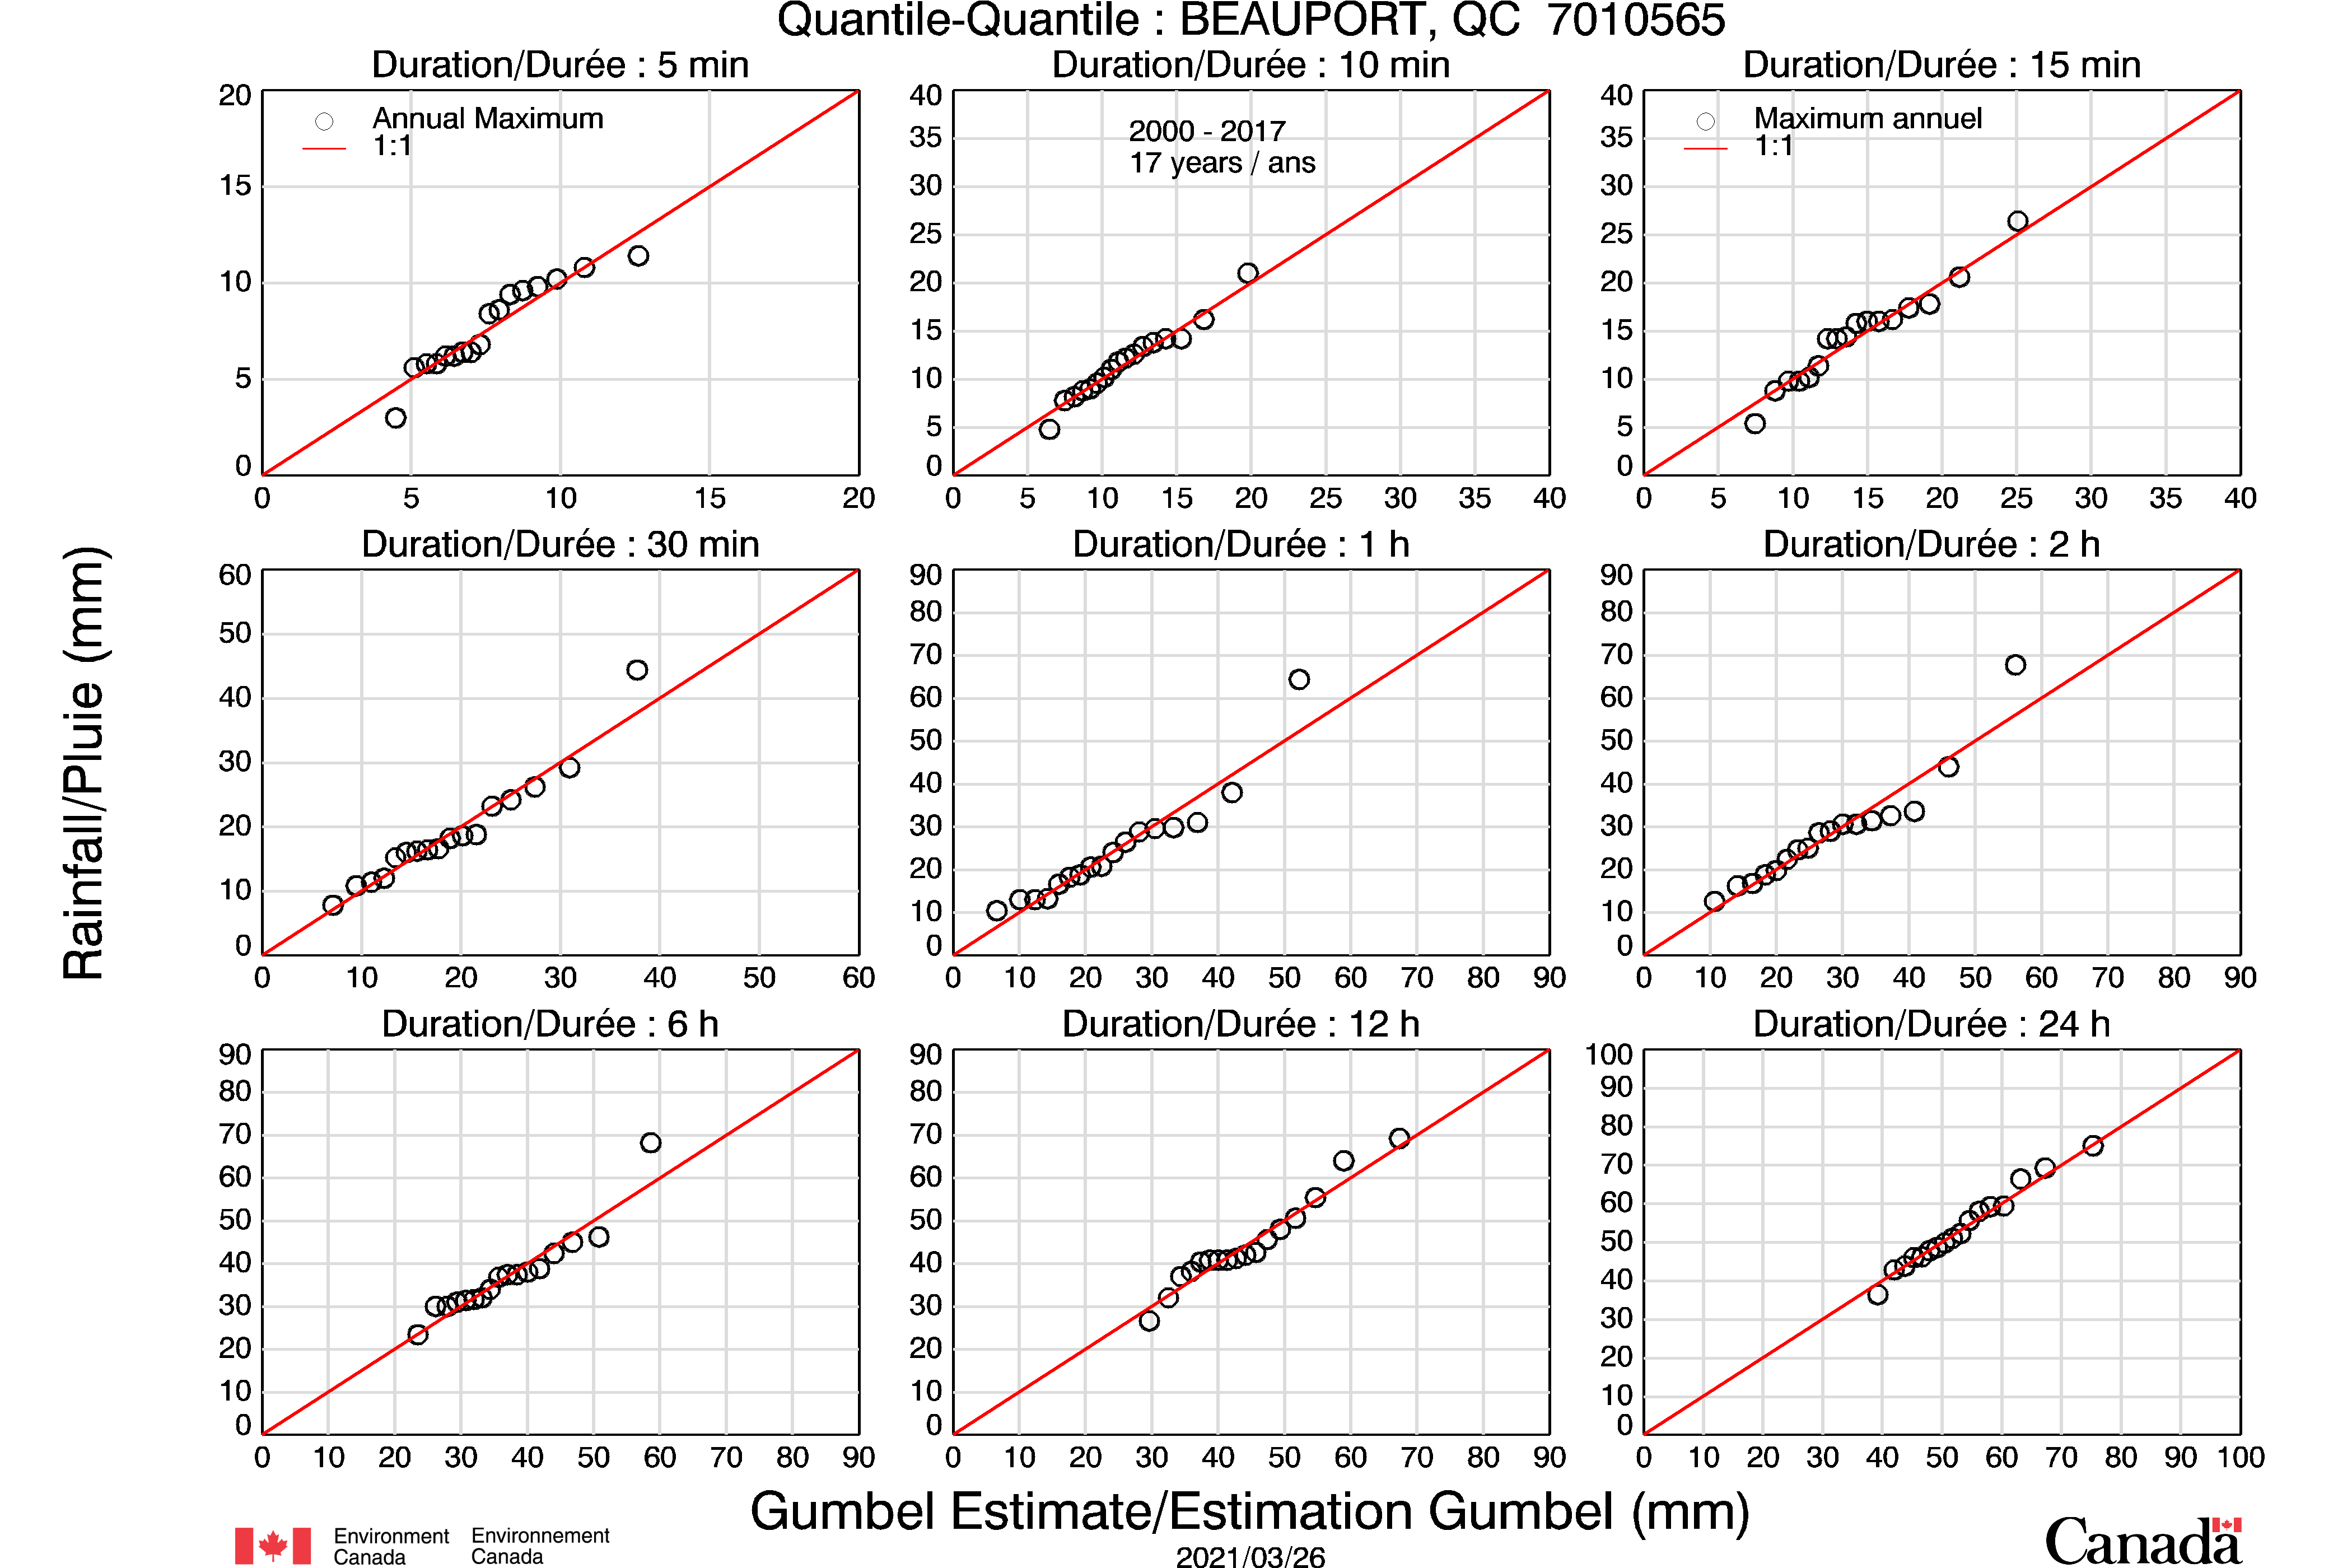 Quantile-Quantile : BEAUPORT, QC 7010565
Duration/Durée : 5 min
20
15
10
5
0
0 5 10 15 20
Annual Maximum
1:1
Duration/Durée : 10 min
40
35
30
25
20
15
10
5
0
0 5 10 15 20 25 30 35 40
2000 - 2017
17 years / ans
Duration/Durée : 15 min
40
35
30
25
20
15
10
5
0
0 5 10 15 20 25 30 35 40
Maximum annuel
1:1
Duration/Durée : 30 min
60
50
40
30
20
10
0
0 10 20 30 40 50 60
Duration/Durée : 1 h
90
80
70
60
50
40
30
20
10
0
0 10 20 30 40 50 60 70 80 90
Duration/Durée : 2 h
90
80
70
60
50
40
30
20
10
0
0 10 20 30 40 50 60 70 80 90
Duration/Durée : 6 h
90
80
70
60
50
40
30
20
10
0
0 10 20 30 40 50 60 70 80 90
Duration/Durée : 12 h
90
80
70
60
50
40
30
20
10
0
0 10 20 30 40 50 60 70 80 90
Duration/Durée : 24 h
100
90
80
70
60
50
40
30
20
10
0
0 10 20 30 40 50 60 70 80 90 100
Rainfall/Pluie (mm)
Gumbel Estimate/Estimation Gumbel (mm)
2021/03/26
Environment
Canada
Environnement
Canada
Canada